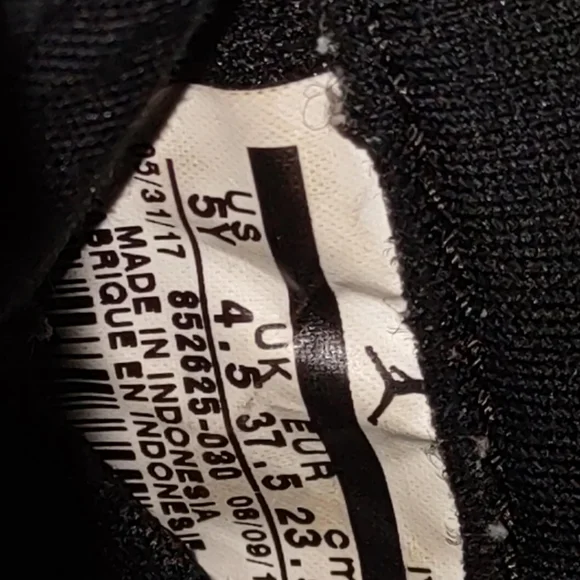 US UK EUR cm
5Y 4.5 37.5 23.
05/31/17 852625-030 08/09/1
MADE IN INDONESIA
BRIQUE EN INDONESIE